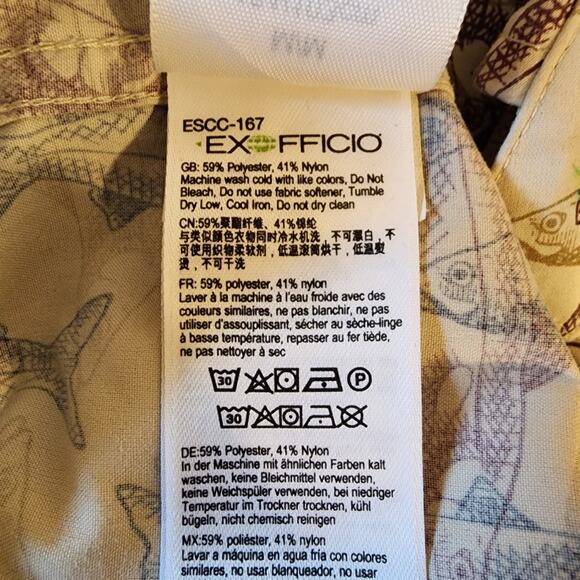 ESCC-167
EXOFFICIO
GB: 59% Polyester, 41% Nylon
Machine wash cold with like colors, Do Not
Bleach, Do not use fabric softener, Tumble
Dry Low, Cool Iron, Do not dry clean
CN:59%聚酯纤维、41%锦纶
与类似颜色衣物同时冷水机洗，不可漂白，不
可使用织物柔软剂，低温滚筒烘干，低温熨
烫，不可干洗
FR: 59% polyester, 41% nylon
Laver à la machine à l'eau froide avec des
couleurs similaires, ne pas blanchir, ne pas
utiliser d'assouplissant, sécher au sèche-linge
à basse température, repasser au fer tiède,
ne pas nettoyer à sec
30 P
30
DE:59% Polyester, 41% Nylon
In der Maschine mit ähnlichen Farben kalt
waschen, keine Bleichmittel verwenden,
keine Weichspüler verwenden, bei niedriger
Temperatur im Trockner trocknen, kühl
bügeln, nicht chemisch reinigen
MX:59% poliéster, 41% nylon
Lavar a máquina en agua fría con colores
similares, no usar blanqueador, no usar